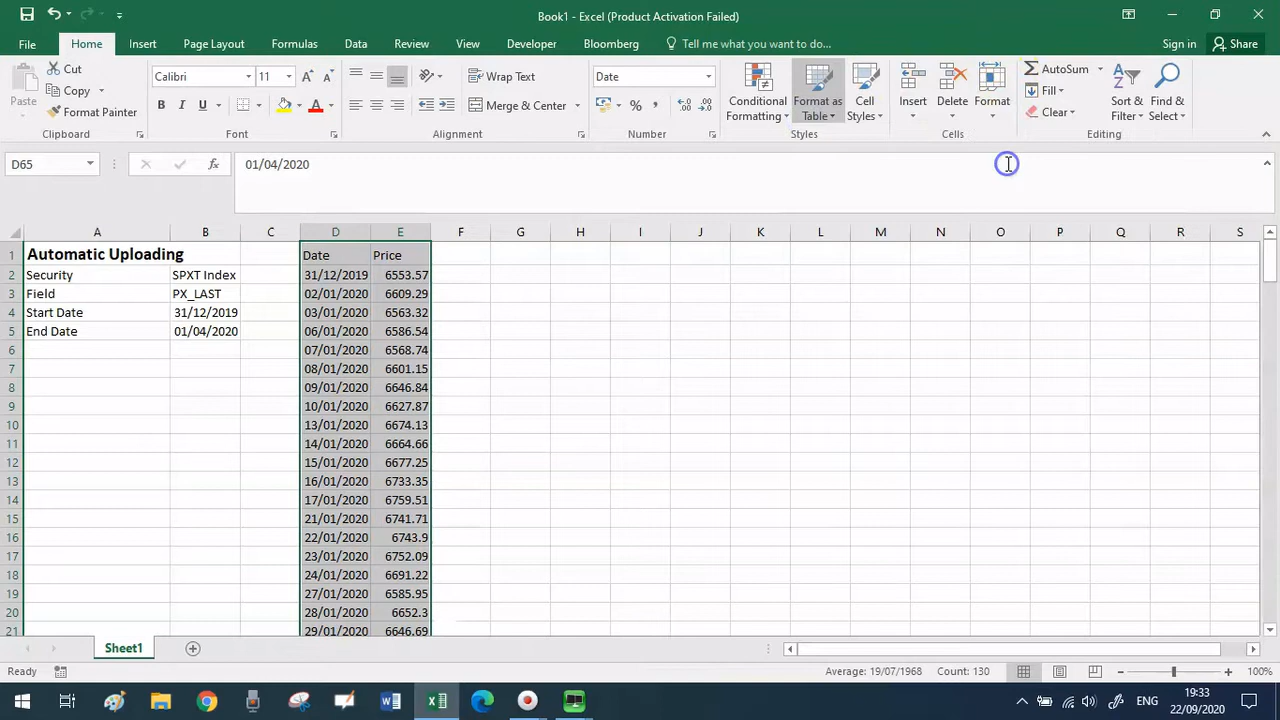 Book1 - Excel (Product Activation Failed)
File Home Insert Page Layout Formulas Data Review View Developer Bloomberg Tell me what you want to do... Sign in Share
Paste
Cut
Copy
Format Painter
Clipboard
Calibri 11
B I U
Font
Wrap Text
Merge & Center
Alignment
Date
%
Number
Conditional Formatting
Format as Table
Cell Styles
Styles
Insert
Delete
Format
Cells
AutoSum
Fill
Clear
Sort & Filter
Find & Select
Editing
D65 fx 01/04/2020
A B C D E F G H I J K L M N O P Q R S
1 Automatic Uploading Date Price
2 Security SPXT Index 31/12/2019 6553.57
3 Field PX_LAST 02/01/2020 6609.29
4 Start Date 31/12/2019 03/01/2020 6563.32
5 End Date 01/04/2020 06/01/2020 6586.54
6 07/01/2020 6568.74
7 08/01/2020 6601.15
8 09/01/2020 6646.84
9 10/01/2020 6627.87
10 13/01/2020 6674.13
11 14/01/2020 6664.66
12 15/01/2020 6677.25
13 16/01/2020 6733.35
14 17/01/2020 6759.51
15 21/01/2020 6741.71
16 22/01/2020 6743.9
17 23/01/2020 6752.09
18 24/01/2020 6691.22
19 27/01/2020 6585.95
20 28/01/2020 6652.3
21 29/01/2020 6646.69
Sheet1
Ready Average: 19/07/1968 Count: 130 100%
ENG 19:33
22/09/2020